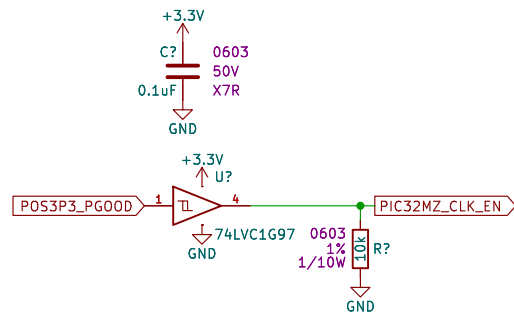 +3.3V
C? 0603
50V
0.1uF X7R
GND
+3.3V
U?
POS3P3_PGOOD 1 4 PIC32MZ_CLK_EN
74LVC1G97
GND
0603
1% 10k R?
1/10W
GND